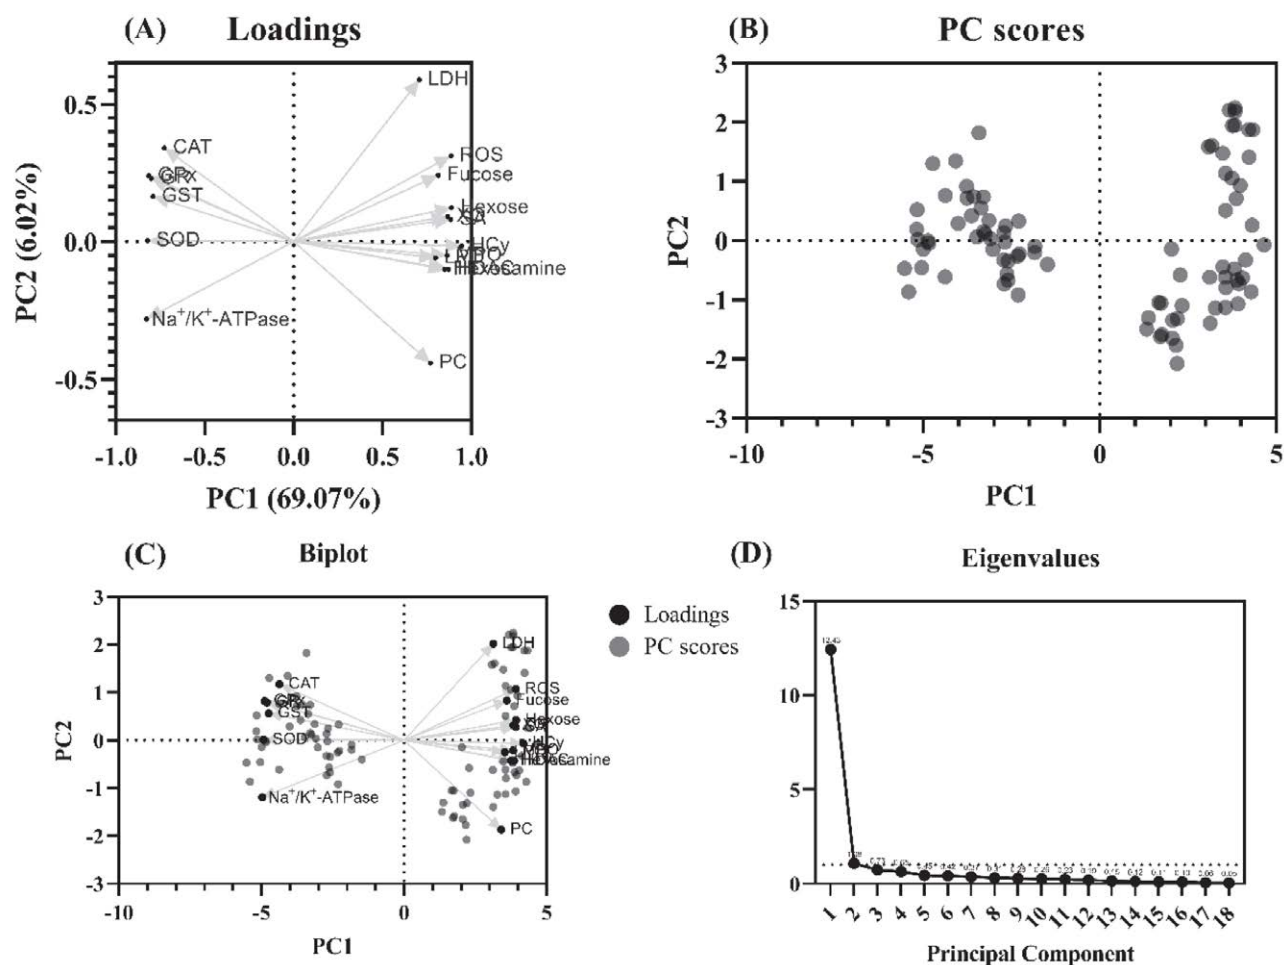 (A) Loadings
PC2 (6.02%)
0.5
0.0
-0.5
LDH
CAT
ROS
Fucose
GST
Hexose
SA
SOD
HCy
Hexosamine
Na⁺/K⁺-ATPase
PC
-1.0 -0.5 0.0 0.5 1.0
PC1 (69.07%)
(B) PC scores
PC2
3
2
1
0
-1
-2
-3
-10 -5 0 5
PC1
(C) Biplot
PC2
3
2
1
0
-1
-2
-3
LDH
CAT
ROS
Fucose
GST
Hexose
SA
SOD
HCy
Hexosamine
Na⁺/K⁺-ATPase
PC
-10 -5 0 5
PC1
Loadings
PC scores
(D) Eigenvalues
15
10
5
0
1 2 3 4 5 6 7 8 9 10 11 12 13 14 15 16 17 18
Principal Component